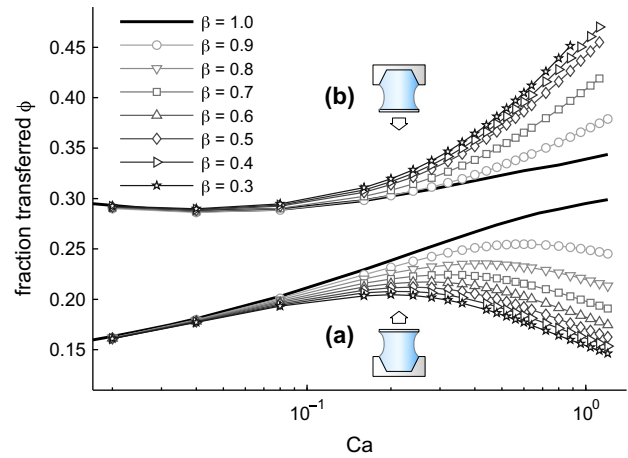 β = 1.0
β = 0.9
β = 0.8
β = 0.7
β = 0.6
β = 0.5
β = 0.4
β = 0.3
(b)
(a)
0.45
0.40
0.35
0.30
0.25
0.20
0.15
fraction transferred ϕ
10⁻¹
10⁰
Ca